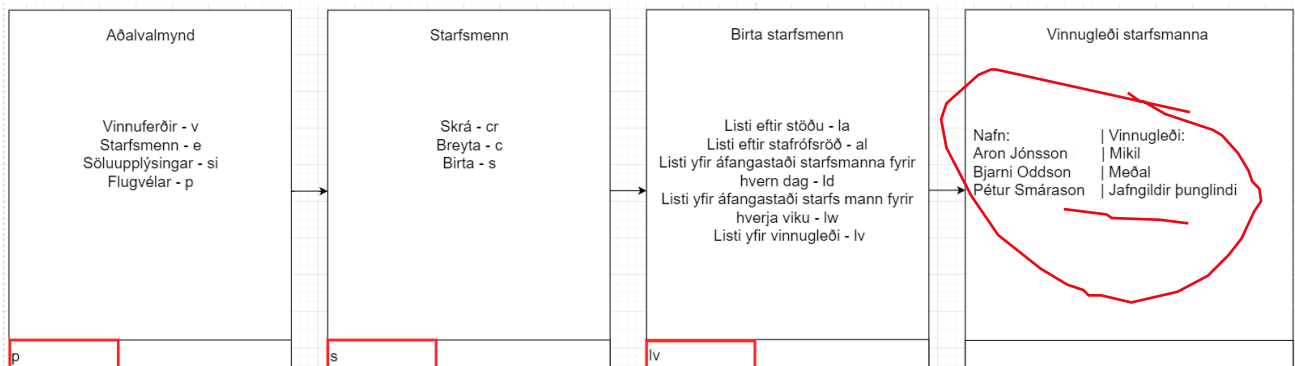 Aðalvalmynd
Vinnuferðir - v
Starfsmenn - e
Söluupplýsingar - si
Flugvélar - p
p
Starfsmenn
Skrá - cr
Breyta - c
Birta - s
s
Birta starfsmenn
Listi eftir stöðu - la
Listi eftir stafrófsröð - al
Listi yfir áfangastaði starfsmanna fyrir
hvern dag - ld
Listi yfir áfangastaði starfs mann fyrir
hverja viku - lw
Listi yfir vinnugleði - lv
lv
Vinnugleði starfsmanna
Nafn: | Vinnugleði:
Aron Jónsson | Mikil
Bjarni Oddson | Meðal
Pétur Smárason | Jafngildir þunglindi